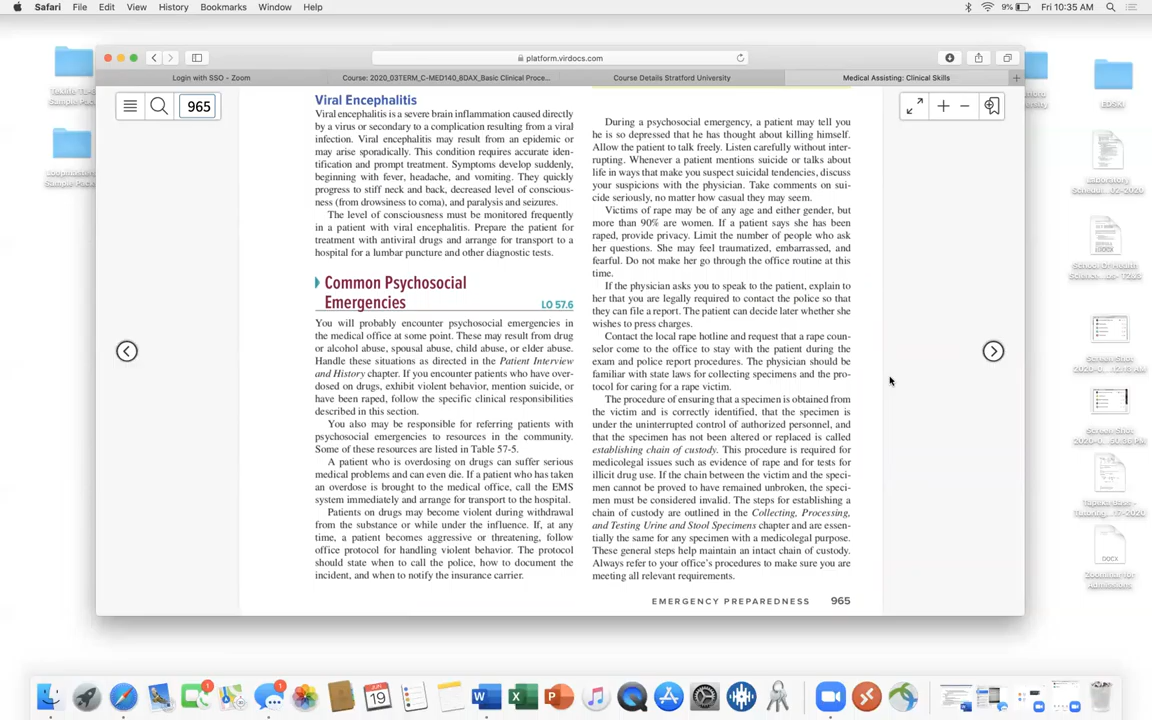 Safari File Edit View History Bookmarks Window Help
9% Fri 10:35 AM
platform.virdocs.com
Login with SSO - Zoom
Course: 2020_03TERM_C-MED140_8DAX_Basic Clinical Proce...
Course Details Stratford University
Medical Assisting: Clinical Skills
965
Viral Encephalitis
Viral encephalitis is a severe brain inflammation caused directly
by a virus or secondary to a complication resulting from a viral
infection. Viral encephalitis may result from an epidemic or
may arise sporadically. This condition requires accurate iden-
tification and prompt treatment. Symptoms develop suddenly,
beginning with fever, headache, and vomiting. They quickly
progress to stiff neck and back, decreased level of conscious-
ness (from drowsiness to coma), and paralysis and seizures.
The level of consciousness must be monitored frequently
in a patient with viral encephalitis. Prepare the patient for
treatment with antiviral drugs and arrange for transport to a
hospital for a lumbar puncture and other diagnostic tests.
Common Psychosocial
Emergencies LO 57.6
You will probably encounter psychosocial emergencies in
the medical office at some point. These may result from drug
or alcohol abuse, spousal abuse, child abuse, or elder abuse.
Handle these situations as directed in the Patient Interview
and History chapter. If you encounter patients who have over-
dosed on drugs, exhibit violent behavior, mention suicide, or
have been raped, follow the specific clinical responsibilities
described in this section.
You also may be responsible for referring patients with
psychosocial emergencies to resources in the community.
Some of these resources are listed in Table 57-5.
A patient who is overdosing on drugs can suffer serious
medical problems and can even die. If a patient who has taken
an overdose is brought to the medical office, call the EMS
system immediately and arrange for transport to the hospital.
Patients on drugs may become violent during withdrawal
from the substance or while under the influence. If, at any
time, a patient becomes aggressive or threatening, follow
office protocol for handling violent behavior. The protocol
should state when to call the police, how to document the
incident, and when to notify the insurance carrier.
During a psychosocial emergency, a patient may tell you
he is so depressed that he has thought about killing himself.
Allow the patient to talk freely. Listen carefully without inter-
rupting. Whenever a patient mentions suicide or talks about
life in ways that make you suspect suicidal tendencies, discuss
your suspicions with the physician. Take comments on sui-
cide seriously, no matter how casual they may seem.
Victims of rape may be of any age and either gender, but
more than 90% are women. If a patient says she has been
raped, provide privacy. Limit the number of people who ask
her questions. She may feel traumatized, embarrassed, and
fearful. Do not make her go through the office routine at this
time.
If the physician asks you to speak to the patient, explain to
her that you are legally required to contact the police so that
they can file a report. The patient can decide later whether she
wishes to press charges.
Contact the local rape hotline and request that a rape coun-
selor come to the office to stay with the patient during the
exam and police report procedures. The physician should be
familiar with state laws for collecting specimens and the pro-
tocol for caring for a rape victim.
The procedure of ensuring that a specimen is obtained from
the victim and is correctly identified, that the specimen is
under the uninterrupted control of authorized personnel, and
that the specimen has not been altered or replaced is called
establishing chain of custody. This procedure is required for
medicolegal issues such as evidence of rape and for tests for
illicit drug use. If the chain between the victim and the speci-
men cannot be proved to have remained unbroken, the speci-
men must be considered invalid. The steps for establishing a
chain of custody are outlined in the Collecting, Processing,
and Testing Urine and Stool Specimens chapter and are essen-
tially the same for any specimen with a medicolegal purpose.
These general steps help maintain an intact chain of custody.
Always refer to your office's procedures to make sure you are
meeting all relevant requirements.
EMERGENCY PREPAREDNESS 965
EDSKI
DOCX
JUN
19
1
1